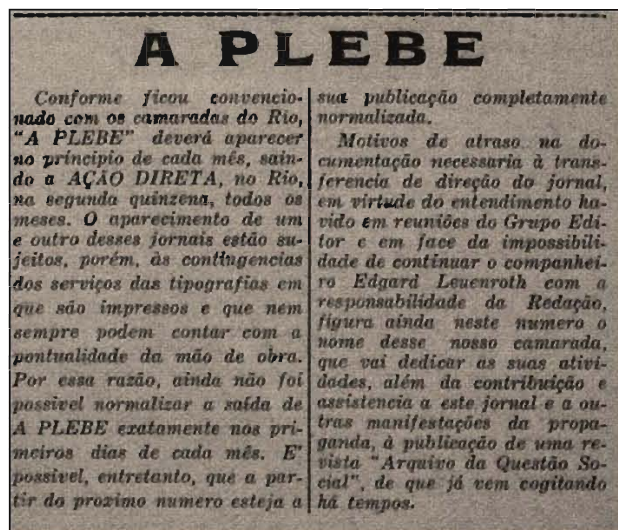 A PLEBE
Conforme ficou convencio-
nado com os camaradas do Rio,
"A PLEBE" deverá aparecer
no principio de cada mês, sain-
do a AÇÃO DIRETA, no Rio,
na segunda quinzena, todos os
meses. O aparecimento de um
e outro desses jornais estão su-
jeitos, porém, às contingencias
dos serviços das tipografias em
que são impressos e que nem
sempre podem contar com a
pontualidade da mão de obra.
Por essa razão, ainda não foi
possivel normalizar a saída de
A PLEBE exatamente nos pri-
meiros dias de cada mês. E'
possivel, entretanto, que a par-
tir do proximo numero esteja a
sua publicação completamente
normalizada.
Motivos de atraso na do-
cumentação necessaria à trans-
ferencia de direção do jornal,
em virtude do entendimento ha-
vido em reuniões do Grupo Edi-
tor e em face da impossibili-
dade de continuar o companhei-
ro Edgard Leuenroth com a
responsabilidade da Redação,
figura ainda neste numero o
nome desse nosso camarada,
que vai dedicar as suas ativi-
dades, além da contribuição e
assistencia a este jornal e a ou-
tras manifestações da propa-
ganda, à publicação de uma re-
vista "Arquivo da Questão So-
cial", de que já vem cogitando
há tempos.